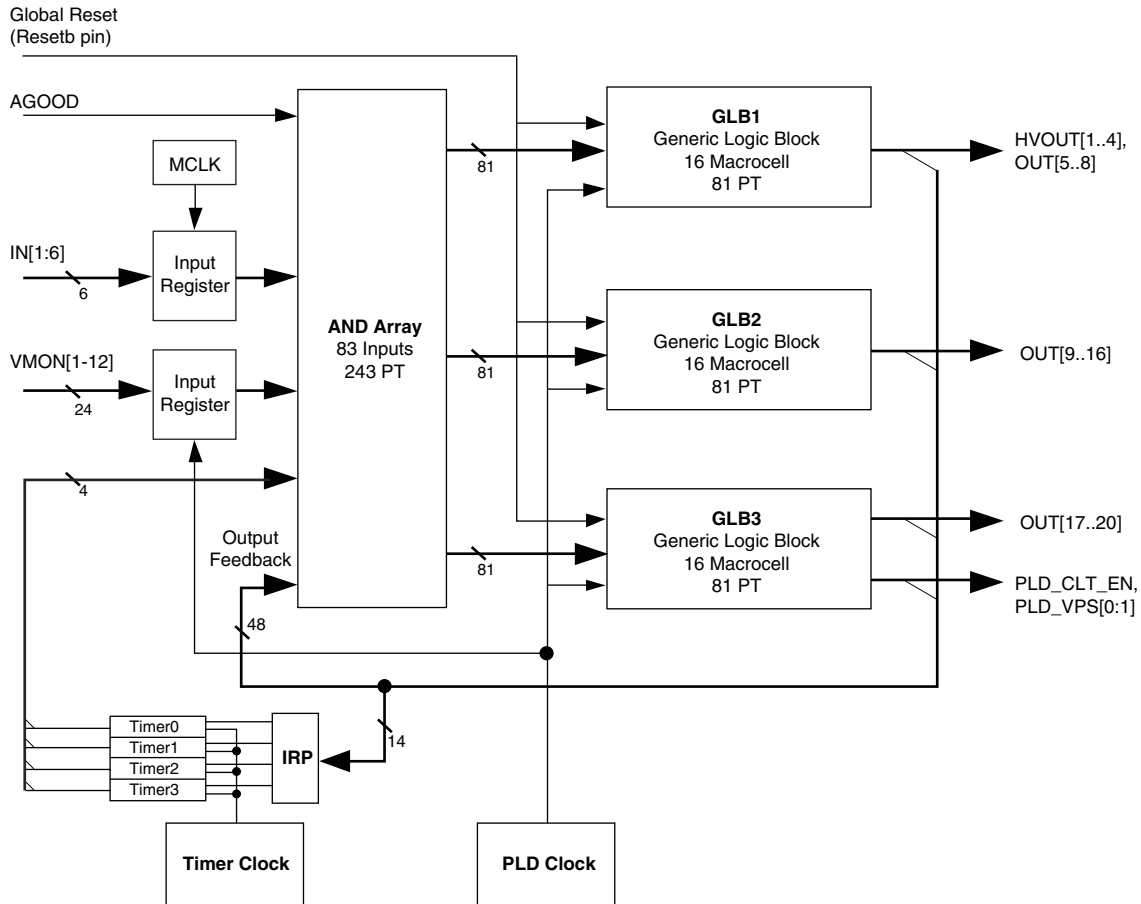 Global Reset
(Resetb pin)
AGOOD
MCLK
IN[1:6]
6
Input
Register
VMON[1-12]
24
Input
Register
4
Output
Feedback
48
AND Array
83 Inputs
243 PT
81
81
81
GLB1
Generic Logic Block
16 Macrocell
81 PT
HVOUT[1..4],
OUT[5..8]
GLB2
Generic Logic Block
16 Macrocell
81 PT
OUT[9..16]
GLB3
Generic Logic Block
16 Macrocell
81 PT
OUT[17..20]
PLD_CLT_EN,
PLD_VPS[0:1]
14
Timer0
Timer1
Timer2
Timer3
IRP
Timer Clock
PLD Clock